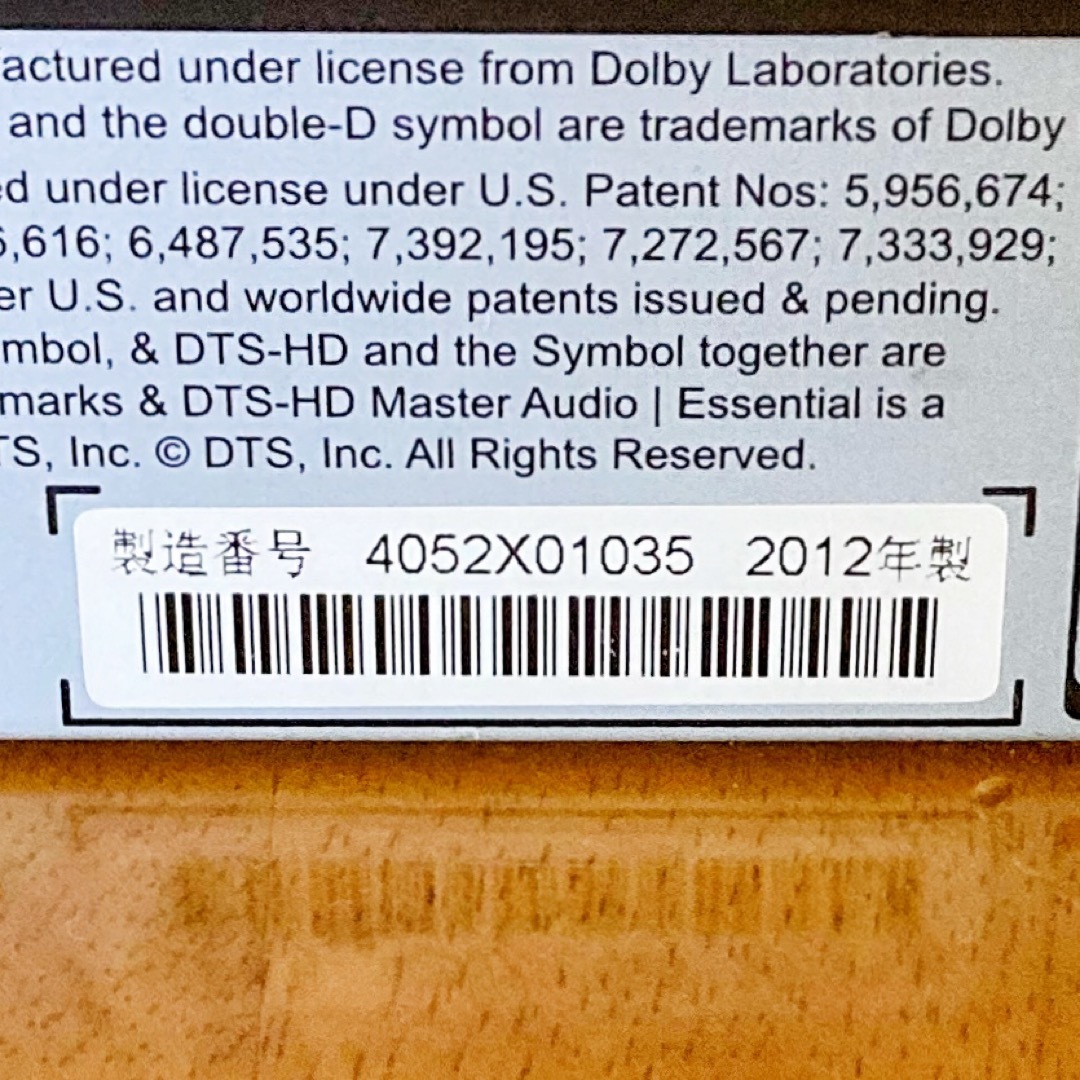 actured under license from Dolby Laboratories.
and the double-D symbol are trademarks of Dolby
ed under license under U.S. Patent Nos: 5,956,674;
6,616; 6,487,535; 7,392,195; 7,272,567; 7,333,929;
er U.S. and worldwide patents issued & pending.
mbol, & DTS-HD and the Symbol together are
marks & DTS-HD Master Audio | Essential is a
TS, Inc. © DTS, Inc. All Rights Reserved.
製造番号 4052X01035 2012年製